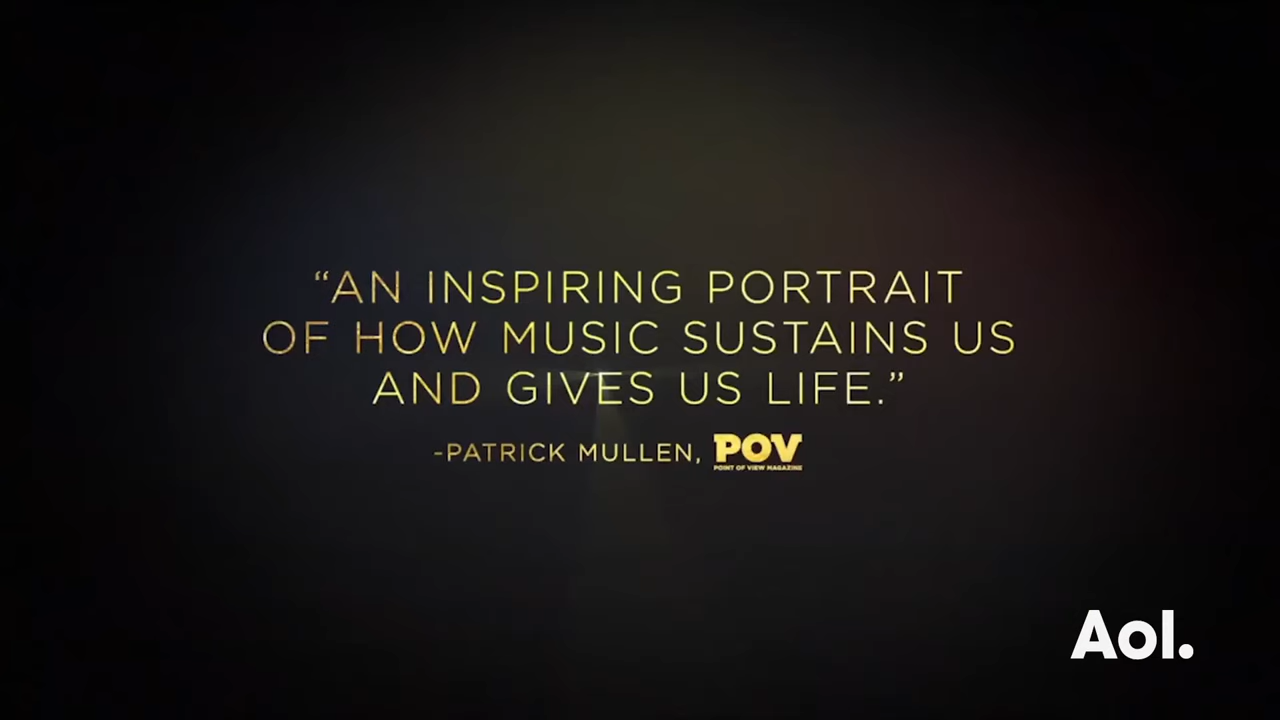 “AN INSPIRING PORTRAIT
OF HOW MUSIC SUSTAINS US
AND GIVES US LIFE.”
-PATRICK MULLEN, POV
POINT OF VIEW MAGAZINE
Aol.